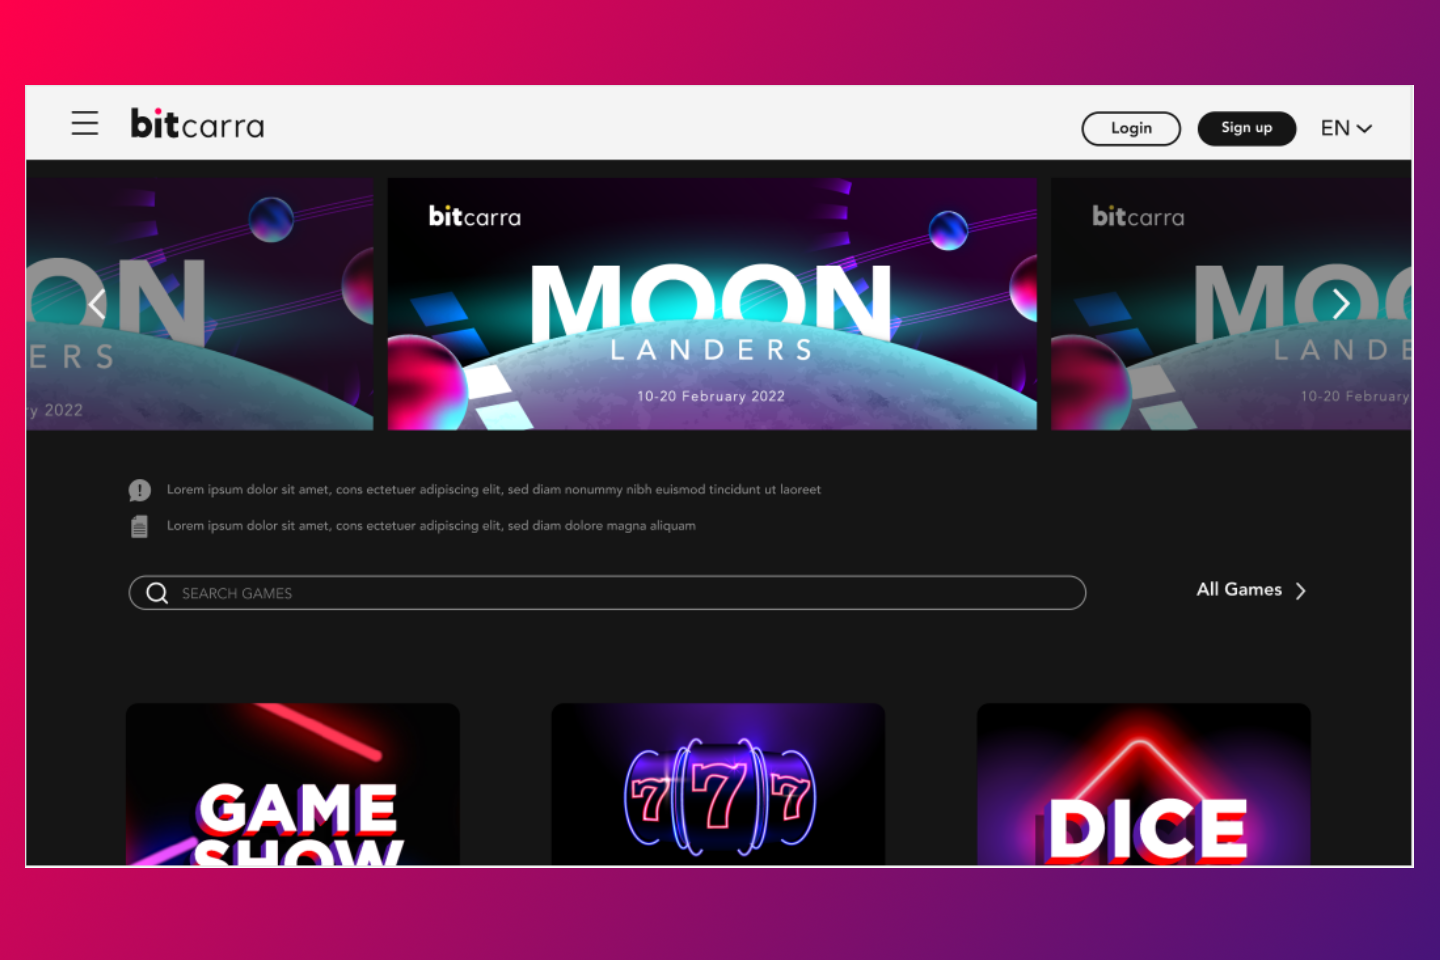 bitcarra
Login
Sign up
EN
ON
ERS
ry 2022
bitcarra
MOON
LANDERS
10-20 February 2022
bitcarra
MOO
LANDE
10-20 February
Lorem ipsum dolor sit amet, cons ectetuer adipiscing elit, sed diam nonummy nibh euismod tincidunt ut laoreet
Lorem ipsum dolor sit amet, cons ectetuer adipiscing elit, sed diam dolore magna aliquam
SEARCH GAMES
All Games
GAME
SHOW
777
DICE